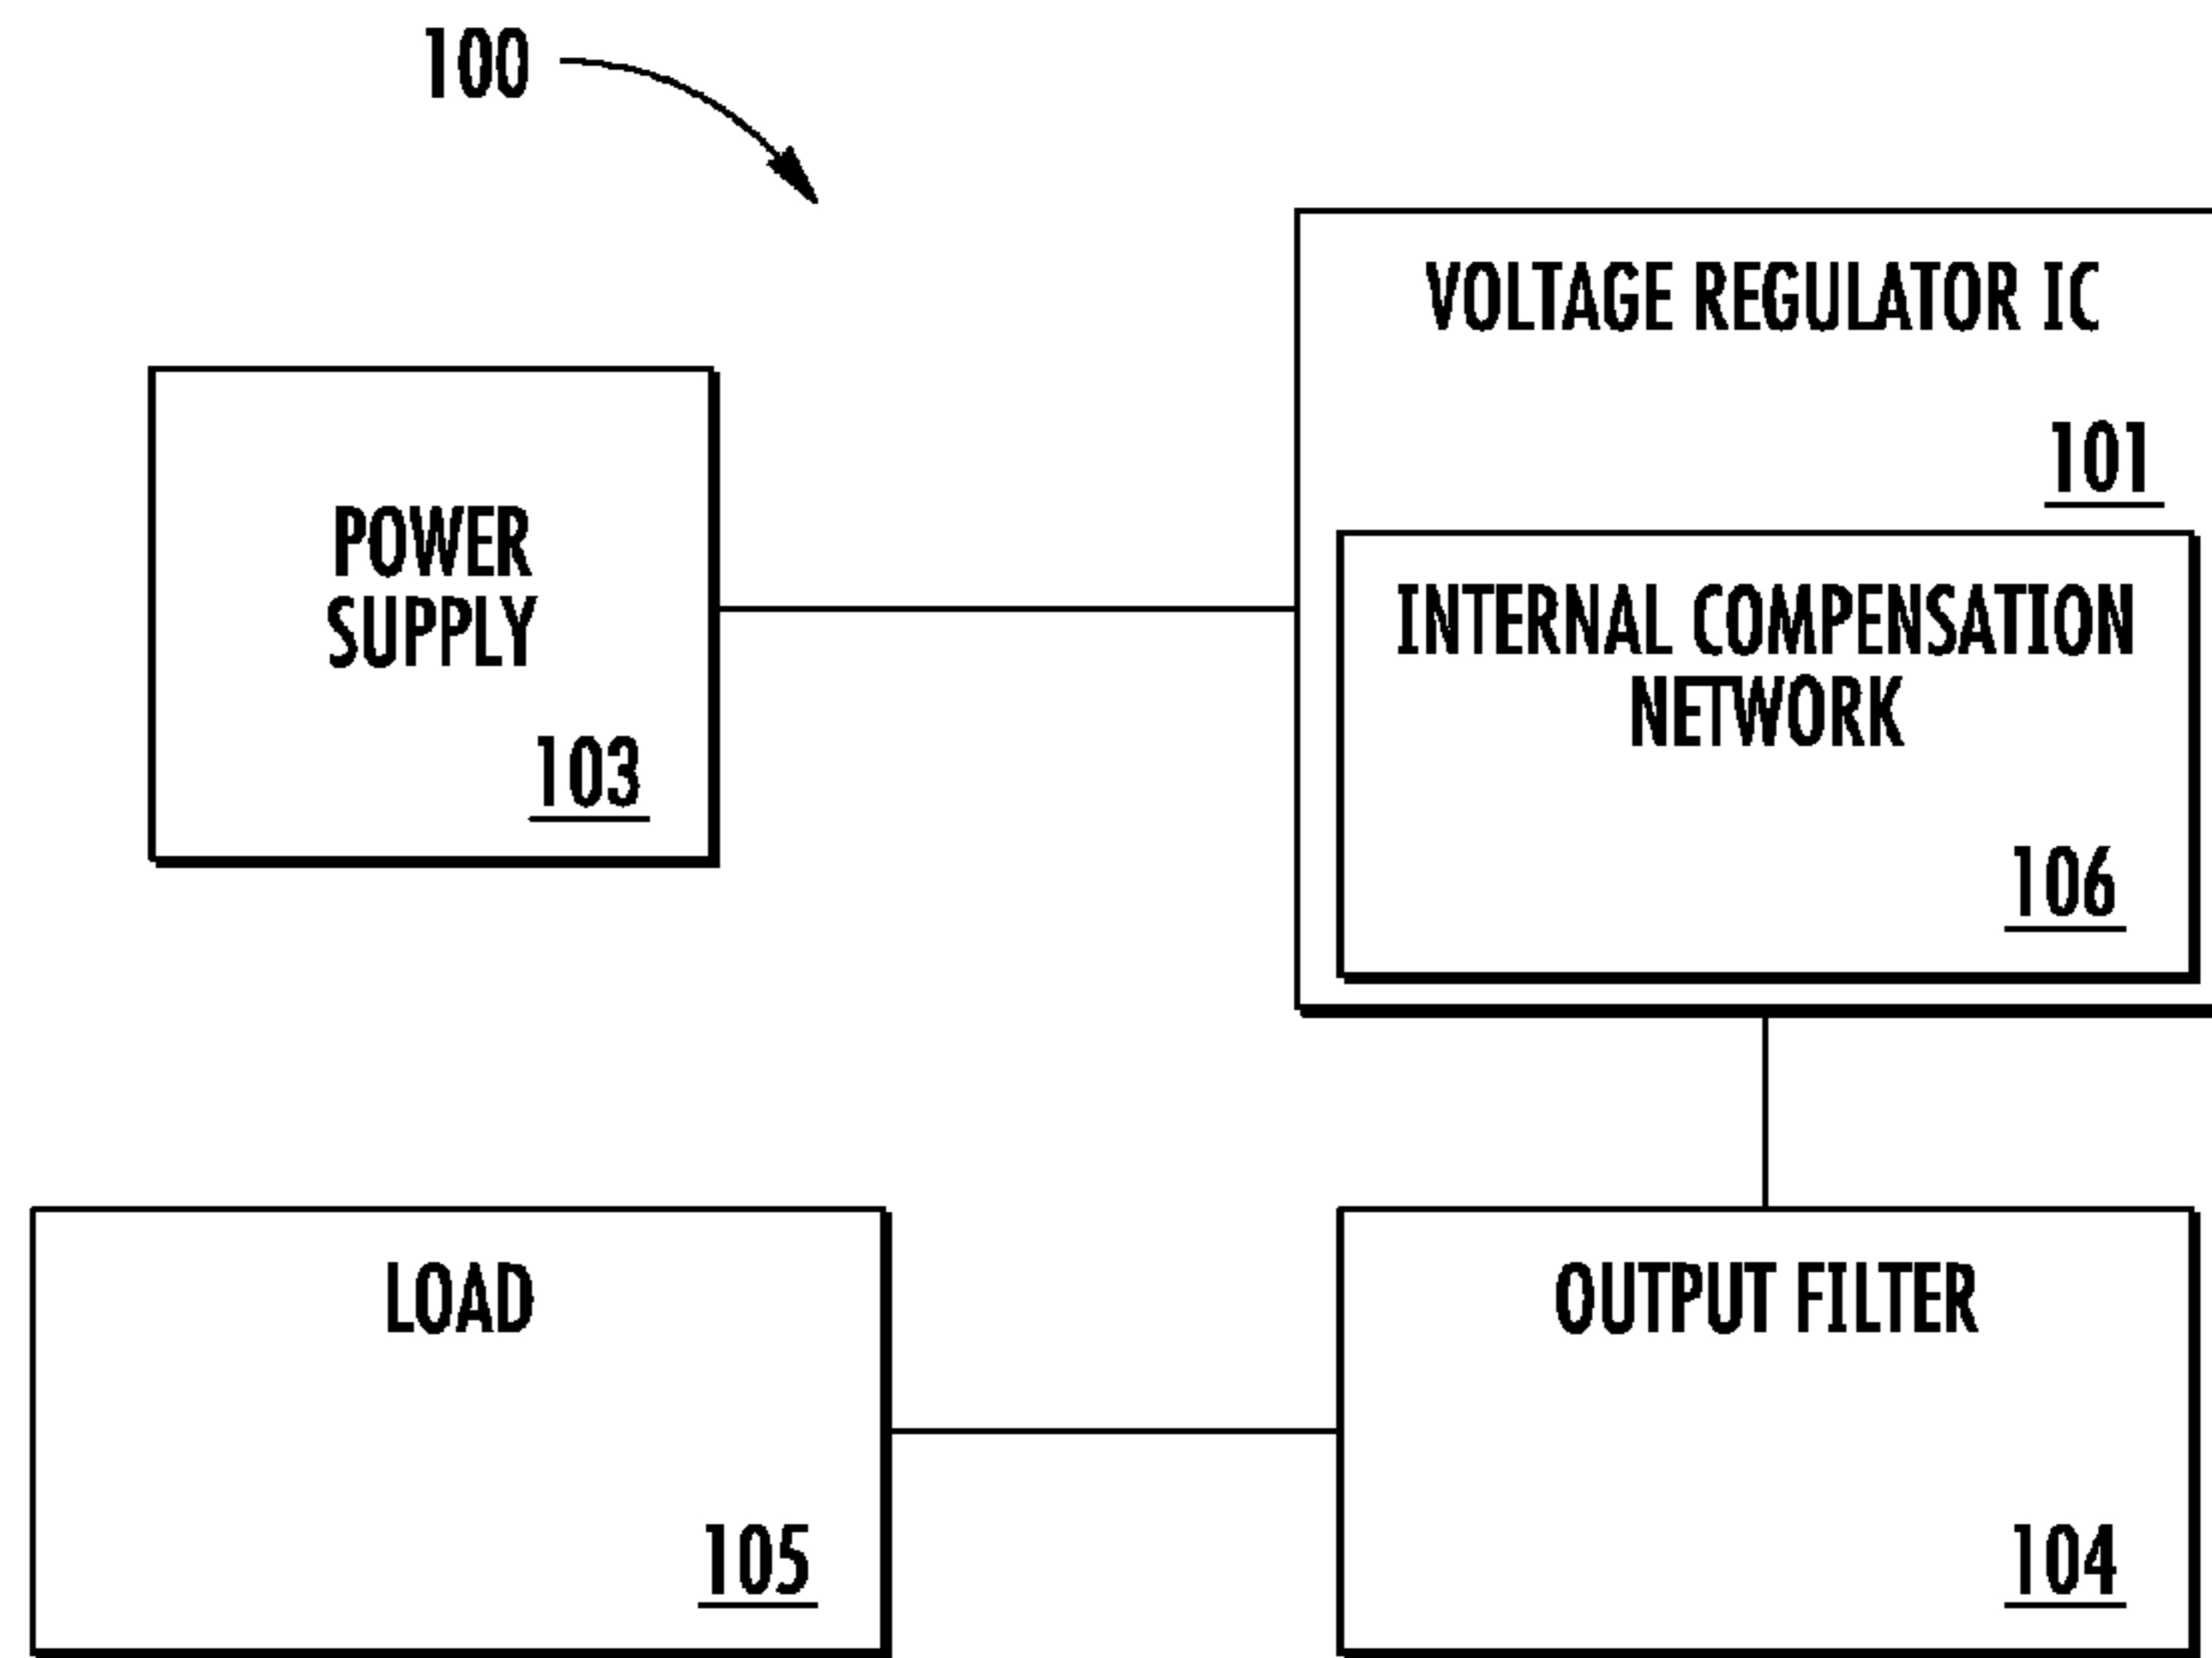 100
VOLTAGE REGULATOR IC
101
POWER
SUPPLY
103
INTERNAL COMPENSATION
NETWORK
106
LOAD
105
OUTPUT FILTER
104